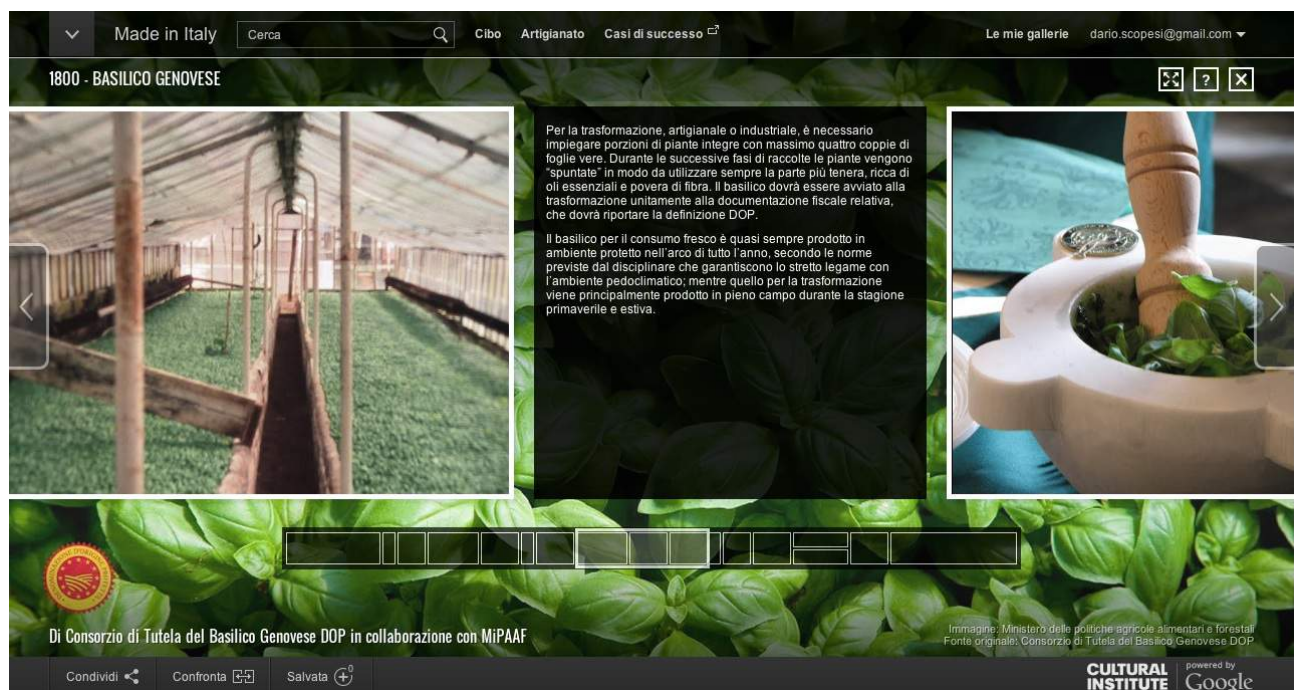 Made in Italy
Cerca
Cibo
Artigianato
Casi di successo
Le mie gallerie
dario.scopesi@gmail.com
1800 - BASILICO GENOVESE
?
Per la trasformazione, artigianale o industriale, è necessario
impiegare porzioni di piante integre con massimo quattro coppie di
foglie vere. Durante le successive fasi di raccolte le piante vengono
“spuntate” in modo da utilizzare sempre la parte più tenera, ricca di
oli essenziali e povera di fibra. Il basilico dovrà essere avviato alla
trasformazione unitamente alla documentazione fiscale relativa,
che dovrà riportare la definizione DOP.
Il basilico per il consumo fresco è quasi sempre prodotto in
ambiente protetto nell’arco di tutto l’anno, secondo le norme
previste dal disciplinare che garantiscono lo stretto legame con
l’ambiente pedoclimatico; mentre quello per la trasformazione
viene principalmente prodotto in pieno campo durante la stagione
primaverile e estiva.
Di Consorzio di Tutela del Basilico Genovese DOP in collaborazione con MiPAAF
Immagine: Ministero delle politiche agricole alimentari e forestali
Fonte originale: Consorzio di Tutela del Basilico Genovese DOP
Condividi
Confronta
Salvata
0
CULTURAL
INSTITUTE
powered by
Google